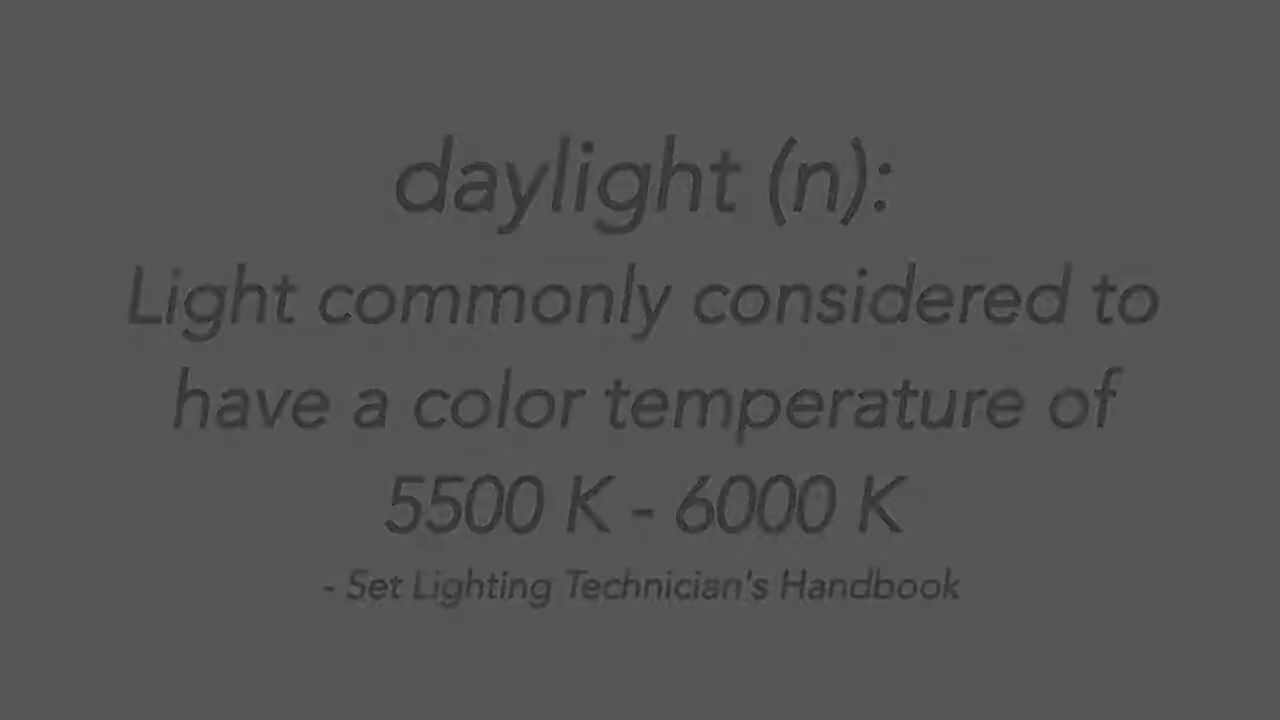 daylight (n):
Light commonly considered to
have a color temperature of
5500 K - 6000 K
- Set Lighting Technician's Handbook